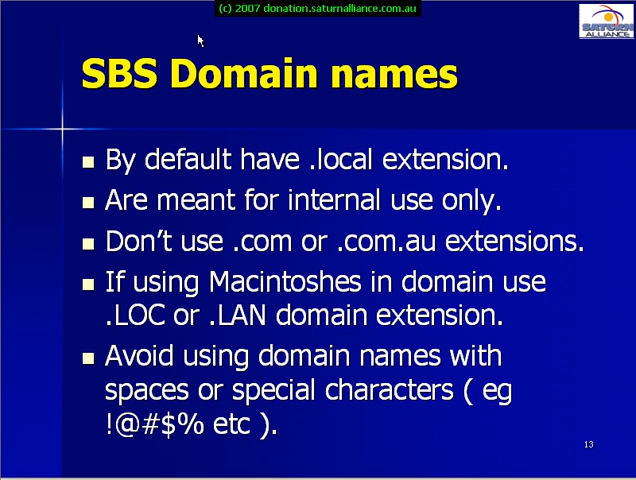 (c) 2007 donation.saturnalliance.com.au
SATURN
ALLIANCE
SBS Domain names
By default have .local extension.
Are meant for internal use only.
Don’t use .com or .com.au extensions.
If using Macintoshes in domain use
.LOC or .LAN domain extension.
Avoid using domain names with
spaces or special characters ( eg
!@#$% etc ).
13